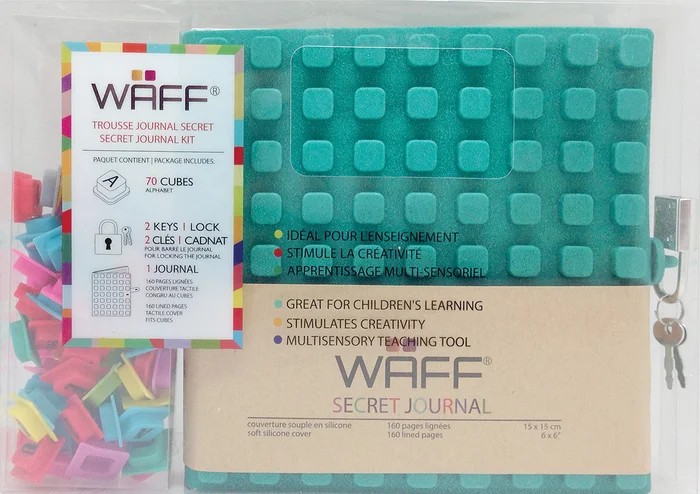 WAFF®
TROUSSE JOURNAL SECRET
SECRET JOURNAL KIT
PAQUET CONTIENT | PACKAGE INCLUDES:
A
70 CUBES
ALPHABET
2 KEYS | LOCK
2 CLÉS | CADNAT
POUR BARRÉ LE JOURNAL
FOR LOCKING THE JOURNAL
1 JOURNAL
160 PAGES LIGNÉES
COUVERTURE TACTILE
CONGRU AU CUBES
160 LINED PAGES
TACTILE COVER
FITS CUBES
IDÉAL POUR L'ENSEIGNEMENT
STIMULE LA CRÉATIVITÉ
APPRENTISSAGE MULTI-SENSORIEL
GREAT FOR CHILDREN'S LEARNING
STIMULATES CREATIVITY
MULTISENSORY TEACHING TOOL
WAFF®
SECRET JOURNAL
couverture souple en silicone 160 pages lignées 15 x 15 cm
soft silicone cover 160 lined pages 6 x 6"